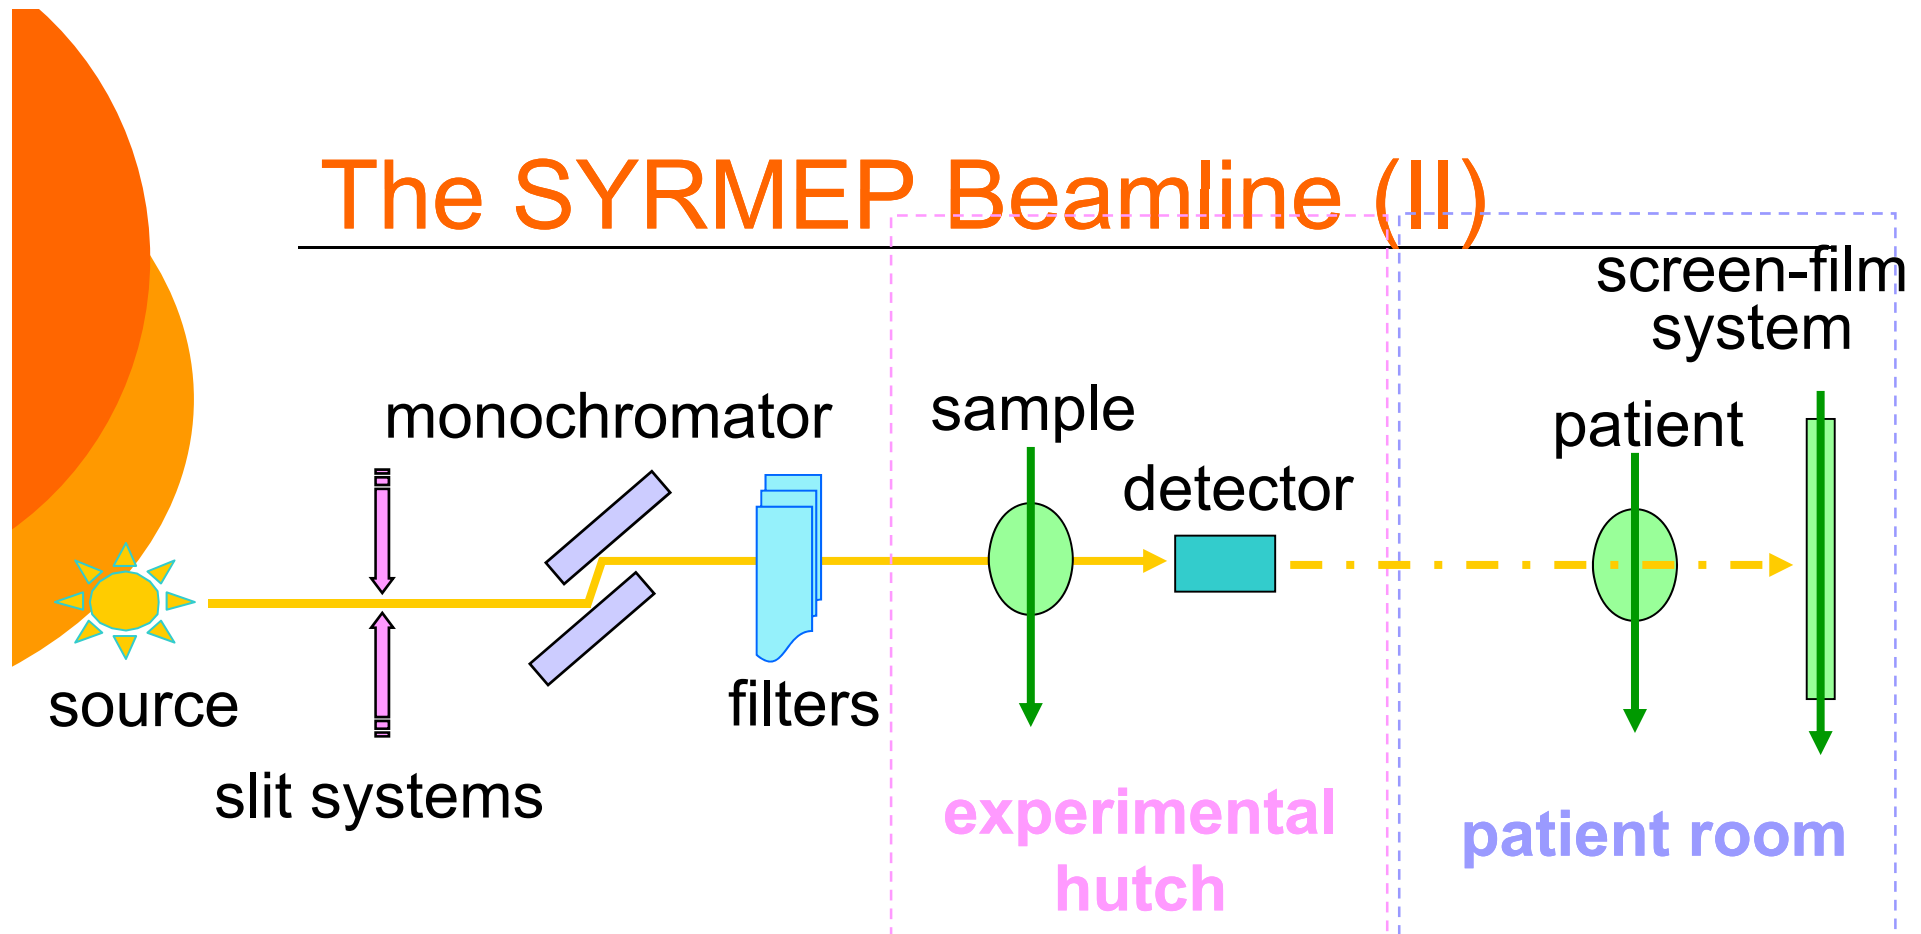 The SYRMEP Beamline (II)
screen-film
system
monochromator
sample
patient
detector
source
filters
slit systems
experimental
hutch
patient room